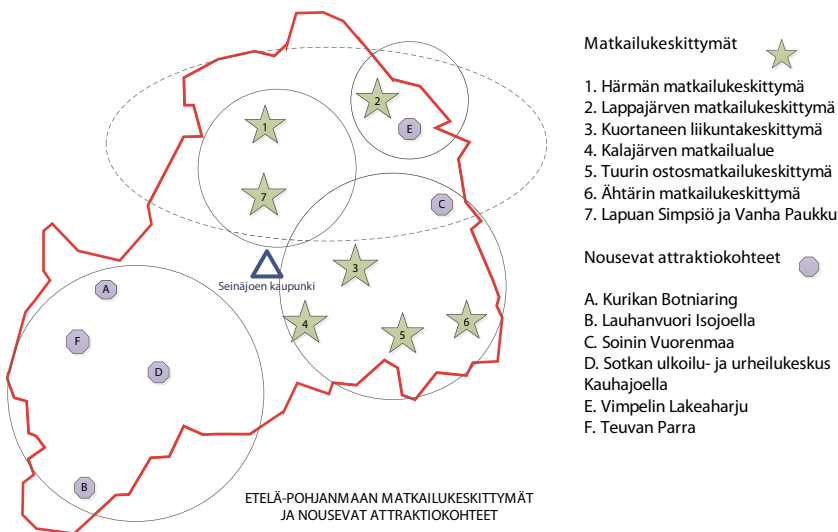 Matkailukeskittymät
1. Härmän matkailukeskittymä
2. Lappajärven matkailukeskittymä
3. Kuortaneen liikuntakeskittymä
4. Kalajärven matkailualue
5. Tuurin ostosmatkailukeskittymä
6. Ähtärin matkailukeskittymä
7. Lapuan Simpsiö ja Vanha Paukku
Nousevat attraktiokohteet
A. Kurikan Botniaring
B. Lauhanvuori Isojoella
C. Soinin Vuorenmaa
D. Sotkan ulkoilu- ja urheilukeskus
Kauhajoella
E. Vimpelin Lakeaharju
F. Teuvan Parra
2
1
E
7
C
3
Seinäjoen kaupunki
A
4
6
5
F
D
B
ETELÄ-POHJANMAAN MATKAILUKESKITTYMÄT
JA NOUSEVAT ATTRAKTIOKOHTEET